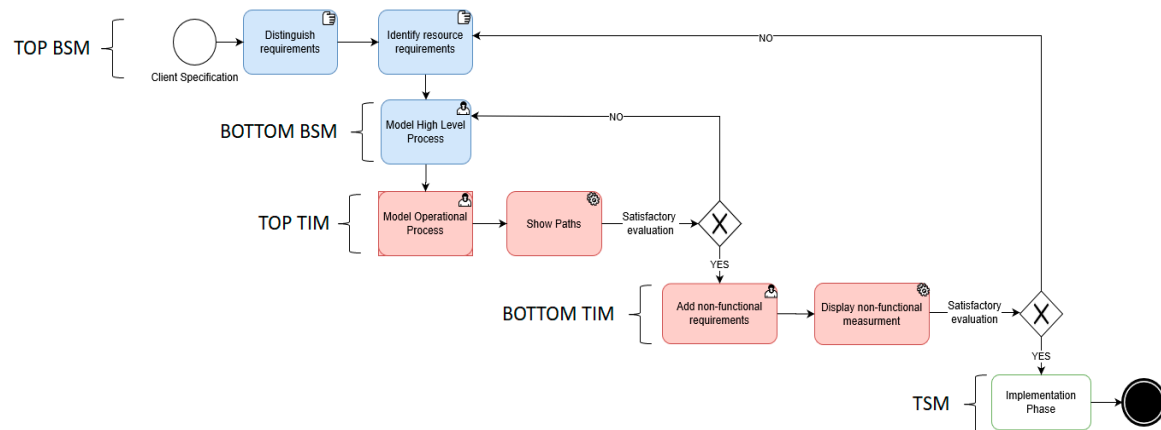 TOP BSM
Client Specification
Distinguish
requirements
Identify resource
requirements
NO
BOTTOM BSM
Model High Level
Process
NO
TOP TIM
Model Operational
Process
Show Paths
Satisfactory
evaluation
X
YES
BOTTOM TIM
Add non-functional
requirements
Display non-functional
measurment
Satisfactory
evaluation
X
YES
TSM
Implementation
Phase